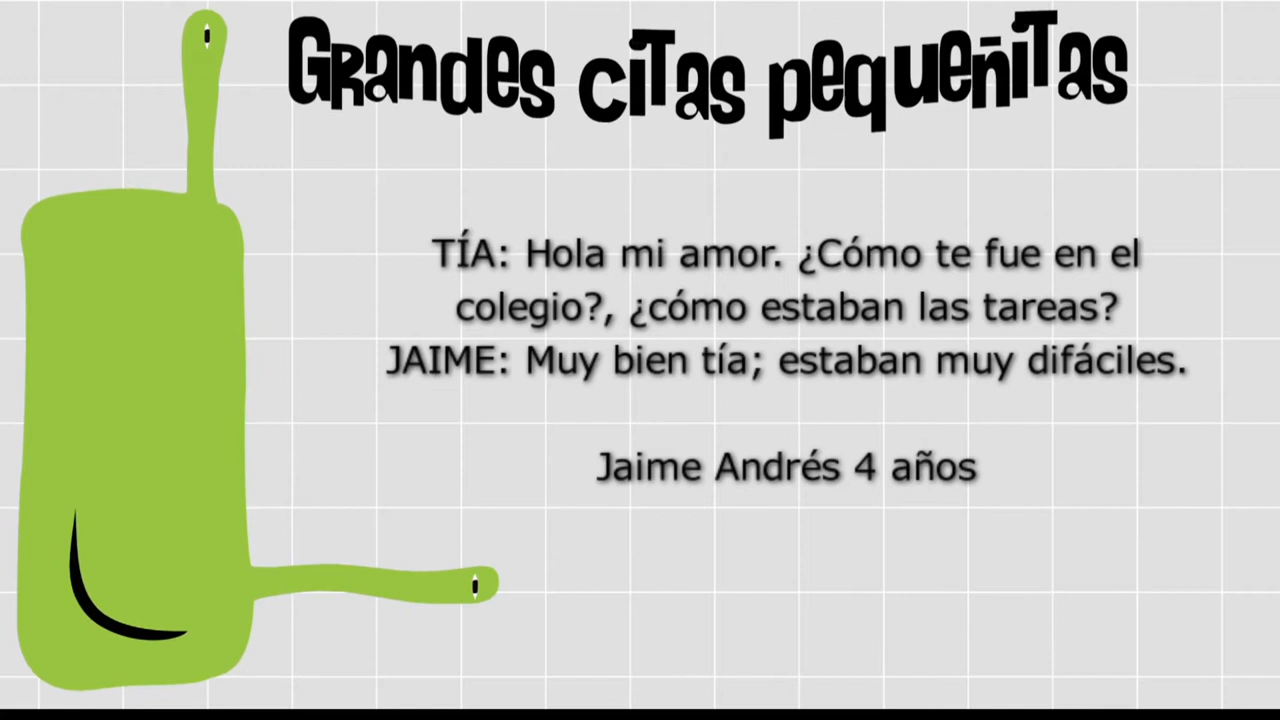 Grandes citas pequeñitas
TÍA: Hola mi amor. ¿Cómo te fue en el
colegio?, ¿cómo estaban las tareas?
JAIME: Muy bien tía; estaban muy difáciles.
Jaime Andrés 4 años